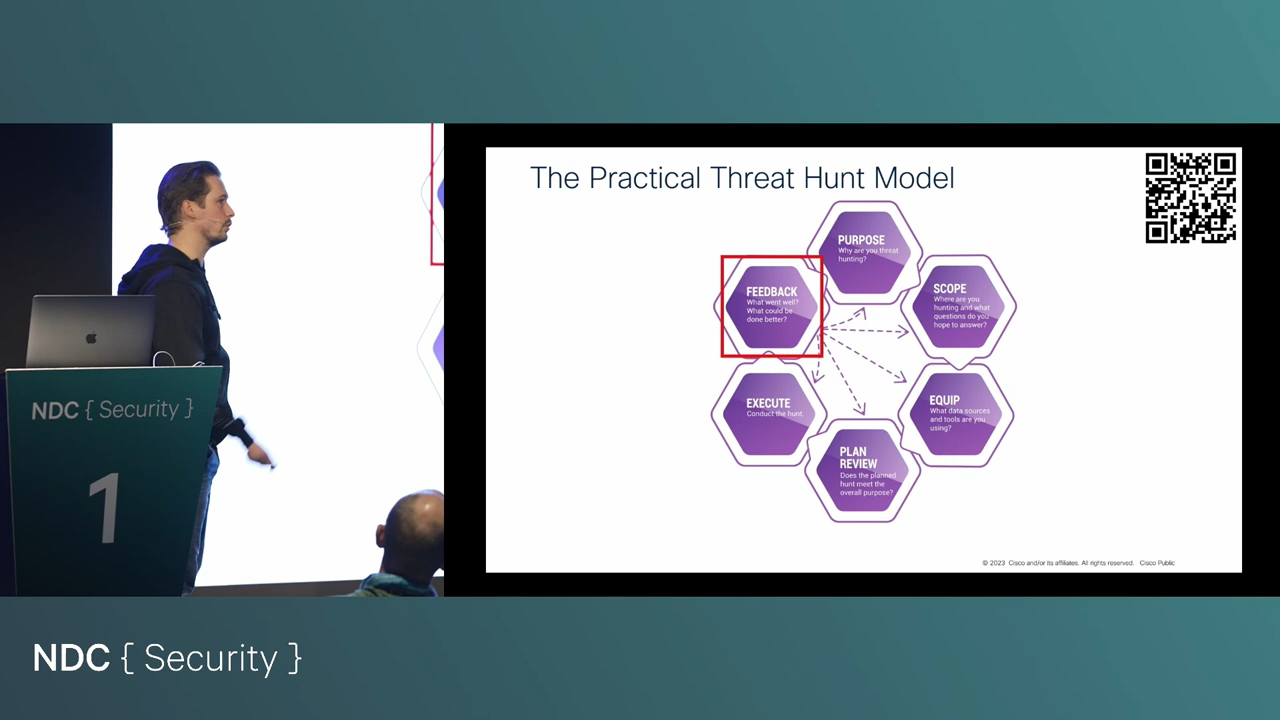 The Practical Threat Hunt Model
PURPOSE
Why are you threat
hunting?
FEEDBACK
What went well?
What could be
done better?
SCOPE
Where are you
hunting and what
questions do you
hope to answer?
EXECUTE
Conduct the hunt.
EQUIP
What data sources
and tools are you
using?
PLAN
REVIEW
Does the planned
hunt meet the
overall purpose?
© 2023 Cisco and/or its affiliates. All rights reserved. Cisco Public
NDC { Security }
1
NDC { Security }